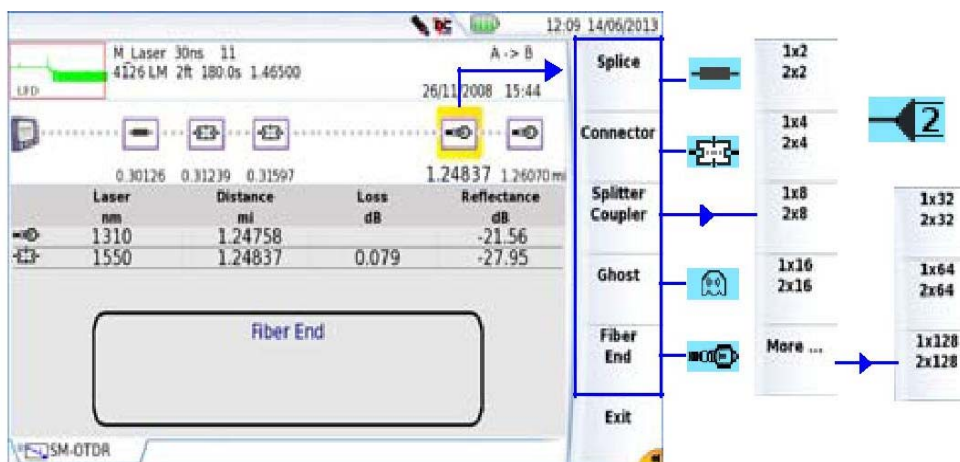 12:09 14/06/2013
M_Laser 30ns 11
A -> B
4126 LM 2ft 180.0s 1.46500
26/11/2008 15:44
0.30126 0.31239 0.31597 1.24837 1.26070 mi
Laser Distance Loss Reflectance
nm mi dB dB
1310 1.24758 -21.56
1550 1.24837 0.079 -27.95
Fiber End
SM-OTDR
Splice
Connector
Splitter
Coupler
Ghost
Fiber
End
Exit
1x2
2x2
1x4
2x4
1x8
2x8
1x16
2x16
More ...
2
1x32
2x32
1x64
2x64
1x128
2x128